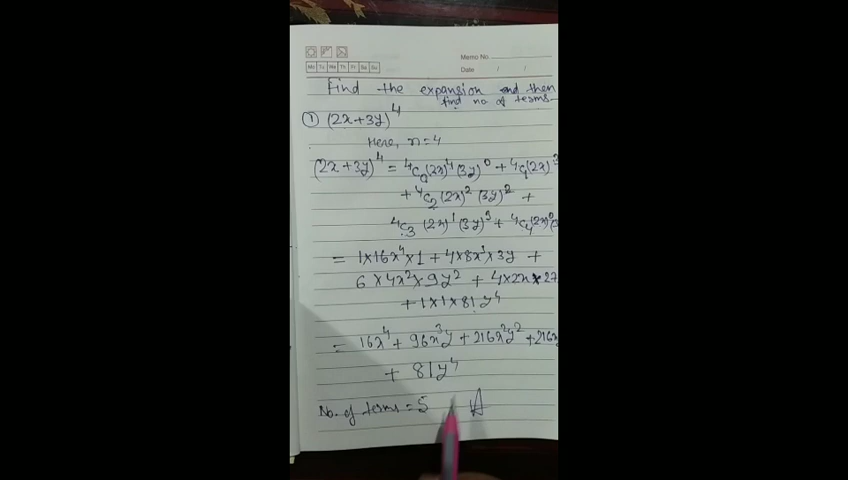 Memo No
Mo Tu We Th Fr Sa Su
Date / /
Find the expansion and then
find no of terms.
① (2x+3y)⁴
Here, n=4
(2x+3y)⁴ = ⁴C₀(2x)⁴(3y)⁰ + ⁴C₁(2x)³
+ ⁴C₂(2x)²(3y)² +
⁴C₃(2x)¹(3y)³ + ⁴C₄(2x)⁰(3
= 1×16x⁴×1 + 4×8x³×3y +
6×4x²×9y² + 4×2x×27
+ 1×1×81y⁴
= 16x⁴ + 96x³y + 216x²y² + 216x
+ 81y⁴
No. of terms = 5